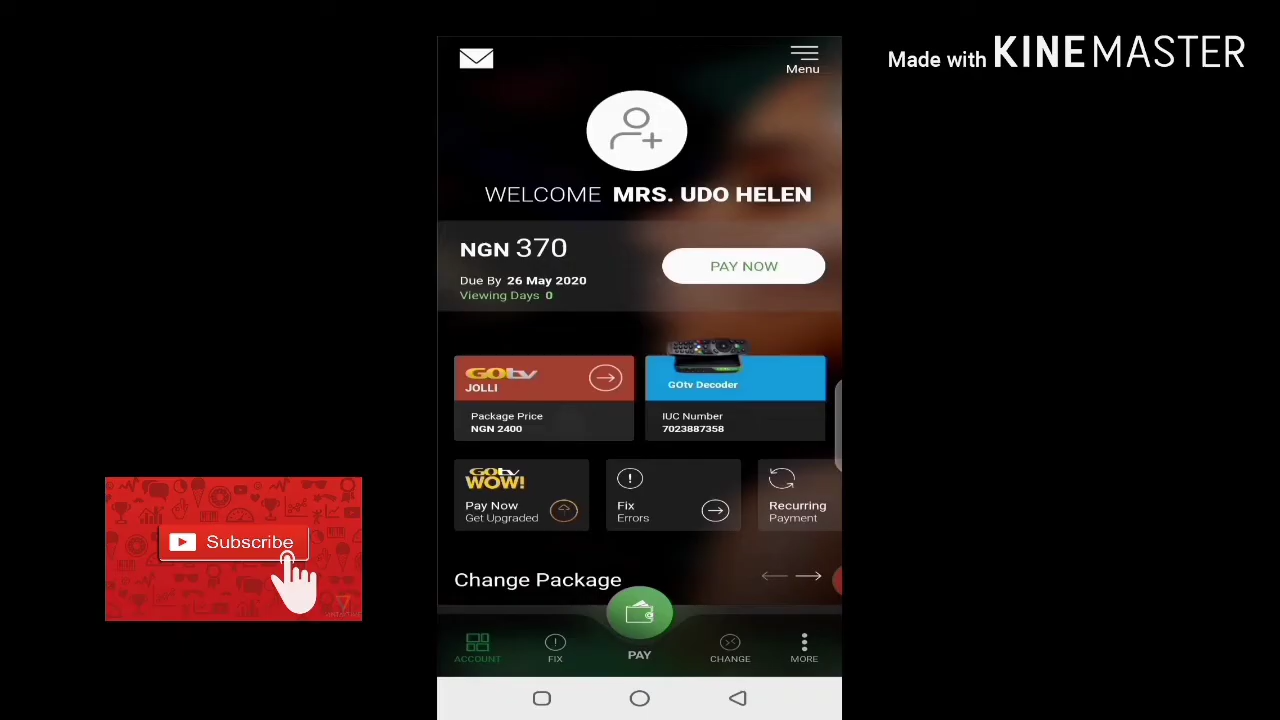 Made with KINEMASTER
Menu
WELCOME MRS. UDO HELEN
NGN 370
PAY NOW
Due By 26 May 2020
Viewing Days 0
GOtv
JOLLI
GOtv Decoder
Package Price
NGN 2400
IUC Number
7023887358
GOtv
WOW!
Pay Now
Get Upgraded
Fix
Errors
Recurring
Payment
Subscribe
Change Package
ACCOUNT
FIX
PAY
CHANGE
MORE